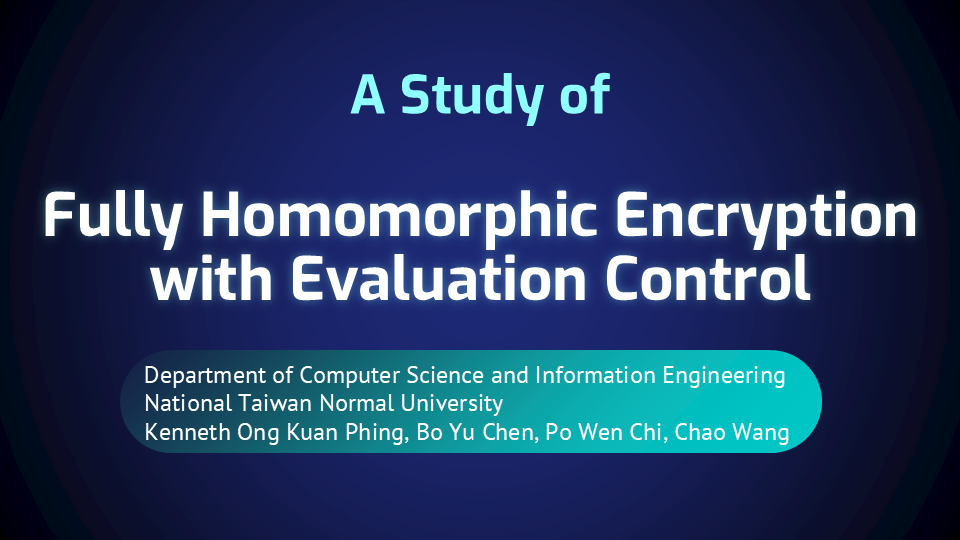 A Study of
Fully Homomorphic Encryption
with Evaluation Control
Department of Computer Science and Information Engineering
National Taiwan Normal University
Kenneth Ong Kuan Phing, Bo Yu Chen, Po Wen Chi, Chao Wang